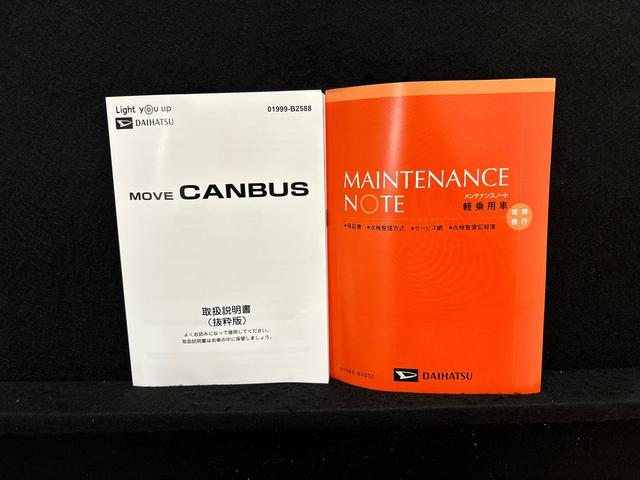 Light you up
DAIHATSU
01999-B2588
MOVE CANBUS
取扱説明書
(抜粋版)
よくお読みになって使用してください。
取扱説明書はお車の中に保管しましょう。
MAINTENANCE
NOTE
メンテナンスノート
軽乗用車
常時
携行
●保証書 ●点検整備方式 ●サービス網 ●点検整備記録簿
01999-B2032
DAIHATSU